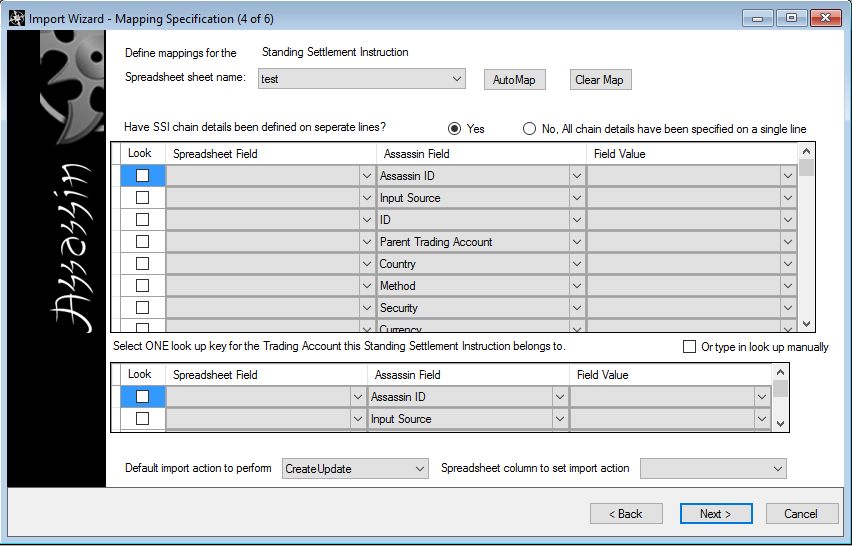 Import Wizard - Mapping Specification (4 of 6)
Assassin
Define mappings for the Standing Settlement Instruction
Spreadsheet sheet name: test AutoMap Clear Map
Have SSI chain details been defined on seperate lines? Yes No, All chain details have been specified on a single line
Look Spreadsheet Field Assassin Field Field Value
Assassin ID
Input Source
ID
Parent Trading Account
Country
Method
Security
Currency
Select ONE look up key for the Trading Account this Standing Settlement Instruction belongs to. Or type in look up manually
Look Spreadsheet Field Assassin Field Field Value
Assassin ID
Input Source
Default import action to perform CreateUpdate Spreadsheet column to set import action
< Back Next > Cancel